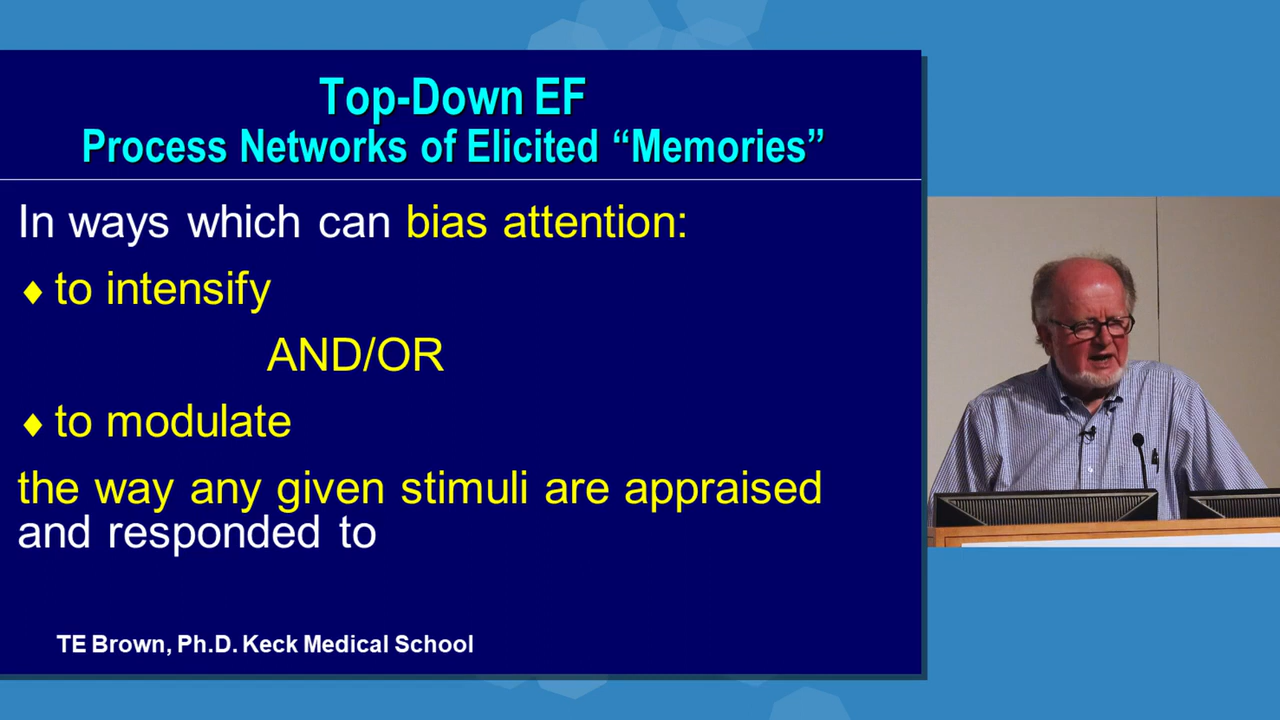 Top-Down EF
Process Networks of Elicited “Memories”
In ways which can bias attention:
♦ to intensify
AND/OR
♦ to modulate
the way any given stimuli are appraised
and responded to
TE Brown, Ph.D. Keck Medical School